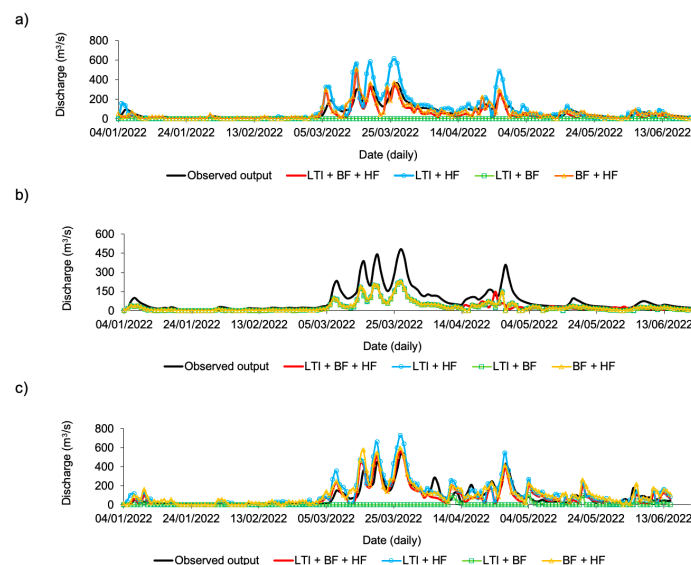 a)
Discharge (m³/s)
800
600
400
200
0
04/01/2022 24/01/2022 13/02/2022 05/03/2022 25/03/2022 14/04/2022 04/05/2022 24/05/2022 13/06/2022
Date (daily)
Observed output LTI + BF + HF LTI + HF LTI + BF BF + HF
b)
Discharge (m³/s)
600
450
300
150
0
04/01/2022 24/01/2022 13/02/2022 05/03/2022 25/03/2022 14/04/2022 04/05/2022 24/05/2022 13/06/2022
Date (daily)
Observed output LTI + BF + HF LTI + HF LTI + BF BF + HF
c)
Discharge (m³/s)
800
600
400
200
0
04/01/2022 24/01/2022 13/02/2022 05/03/2022 25/03/2022 14/04/2022 04/05/2022 24/05/2022 13/06/2022
Date (daily)
Observed output LTI + BF + HF LTI + HF LTI + BF BF + HF